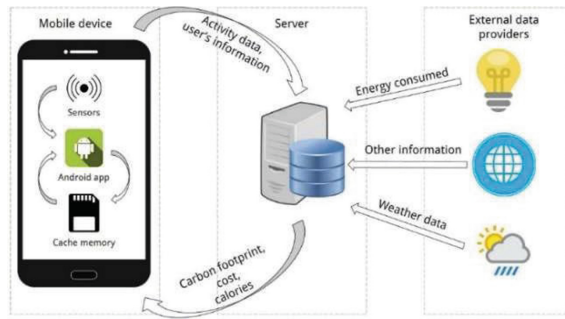 Mobile device
Server
External data
providers
Activity data,
user's information
Sensors
Android app
Cache memory
Energy consumed
Other information
Weather data
Carbon footprint,
cost,
calories